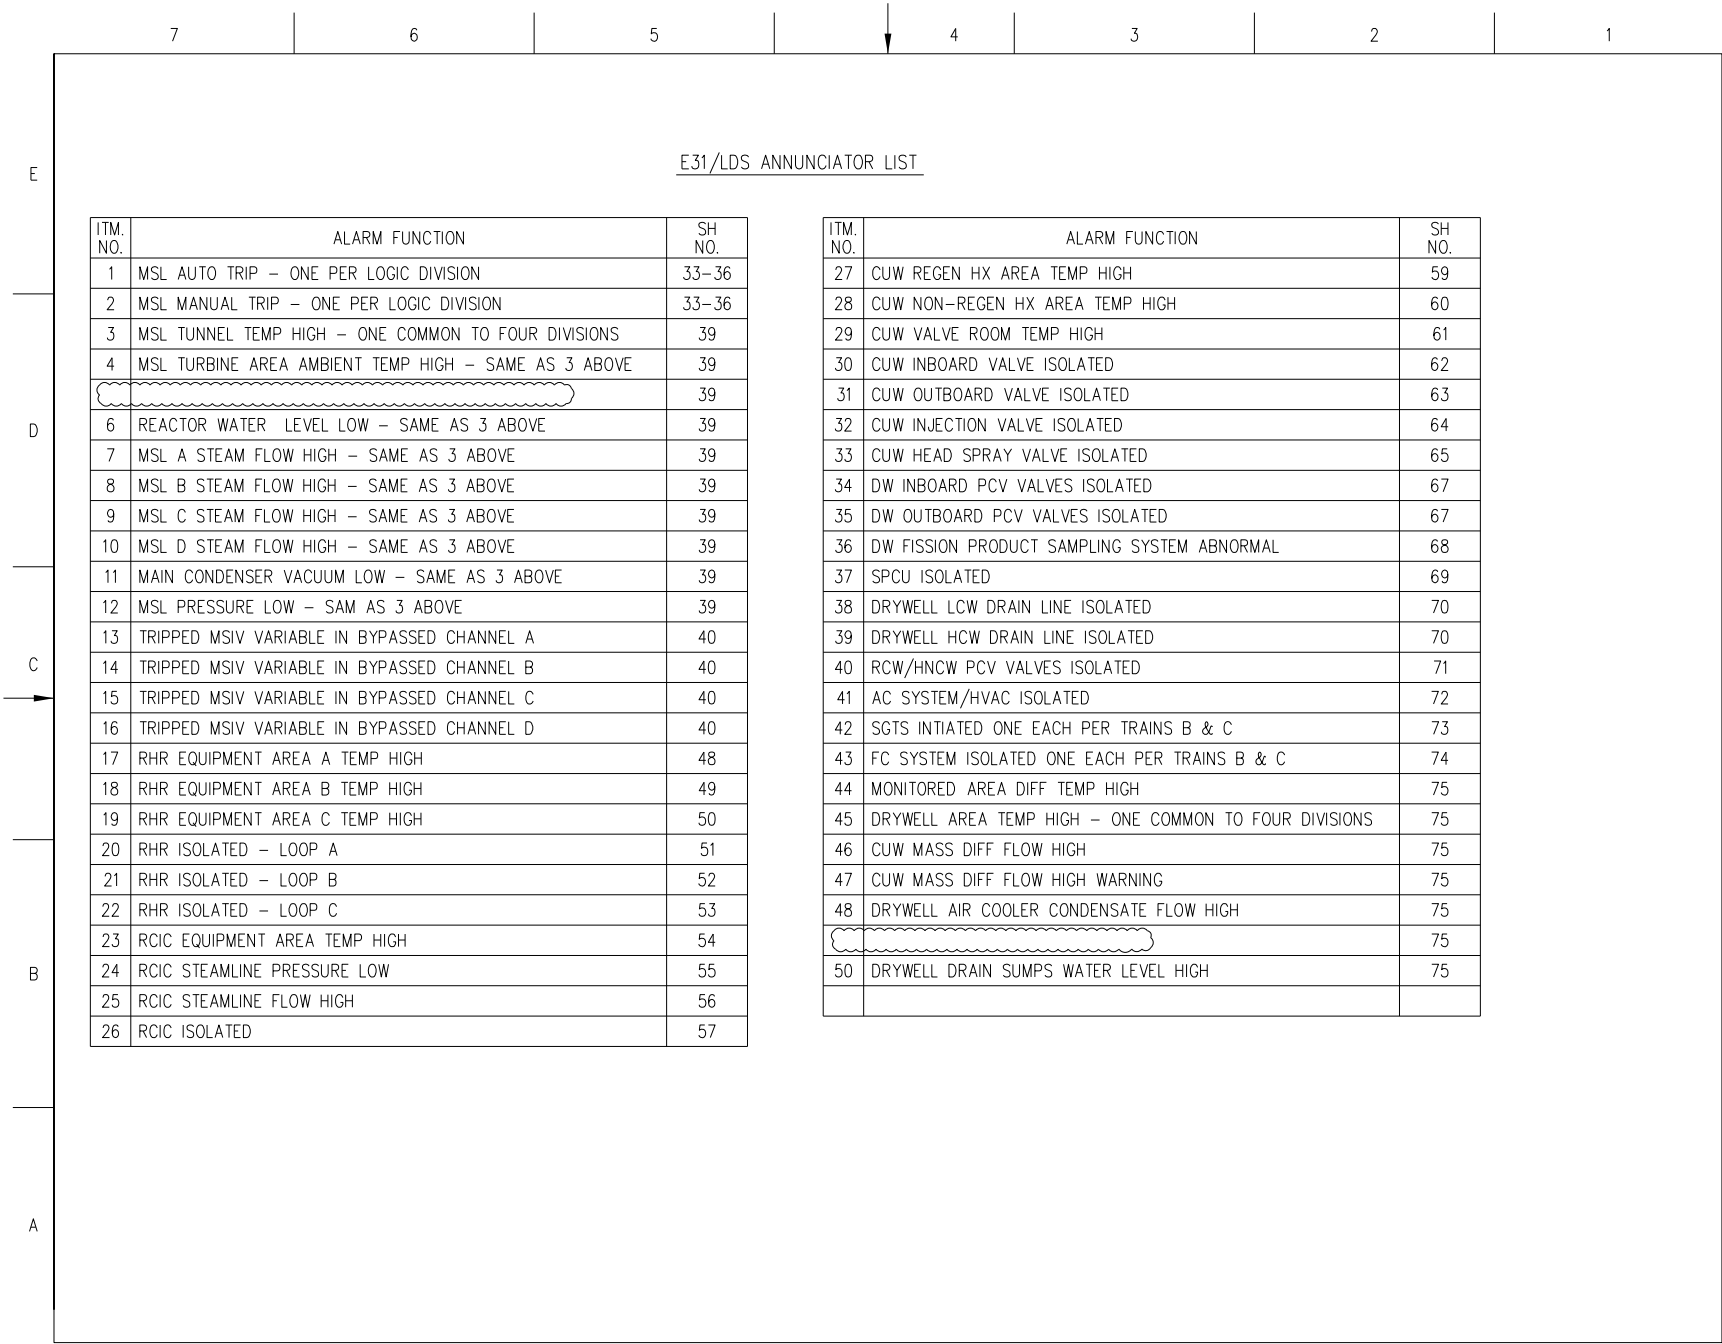 7 6 5 4 3 2 1
E
D
C
B
A
E31/LDS ANNUNCIATOR LIST
ITM. NO. ALARM FUNCTION SH NO.
1 MSL AUTO TRIP – ONE PER LOGIC DIVISION 33–36
2 MSL MANUAL TRIP – ONE PER LOGIC DIVISION 33–36
3 MSL TUNNEL TEMP HIGH – ONE COMMON TO FOUR DIVISIONS 39
4 MSL TURBINE AREA AMBIENT TEMP HIGH – SAME AS 3 ABOVE 39
39
6 REACTOR WATER LEVEL LOW – SAME AS 3 ABOVE 39
7 MSL A STEAM FLOW HIGH – SAME AS 3 ABOVE 39
8 MSL B STEAM FLOW HIGH – SAME AS 3 ABOVE 39
9 MSL C STEAM FLOW HIGH – SAME AS 3 ABOVE 39
10 MSL D STEAM FLOW HIGH – SAME AS 3 ABOVE 39
11 MAIN CONDENSER VACUUM LOW – SAME AS 3 ABOVE 39
12 MSL PRESSURE LOW – SAM AS 3 ABOVE 39
13 TRIPPED MSIV VARIABLE IN BYPASSED CHANNEL A 40
14 TRIPPED MSIV VARIABLE IN BYPASSED CHANNEL B 40
15 TRIPPED MSIV VARIABLE IN BYPASSED CHANNEL C 40
16 TRIPPED MSIV VARIABLE IN BYPASSED CHANNEL D 40
17 RHR EQUIPMENT AREA A TEMP HIGH 48
18 RHR EQUIPMENT AREA B TEMP HIGH 49
19 RHR EQUIPMENT AREA C TEMP HIGH 50
20 RHR ISOLATED – LOOP A 51
21 RHR ISOLATED – LOOP B 52
22 RHR ISOLATED – LOOP C 53
23 RCIC EQUIPMENT AREA TEMP HIGH 54
24 RCIC STEAMLINE PRESSURE LOW 55
25 RCIC STEAMLINE FLOW HIGH 56
26 RCIC ISOLATED 57
ITM. NO. ALARM FUNCTION SH NO.
27 CUW REGEN HX AREA TEMP HIGH 59
28 CUW NON–REGEN HX AREA TEMP HIGH 60
29 CUW VALVE ROOM TEMP HIGH 61
30 CUW INBOARD VALVE ISOLATED 62
31 CUW OUTBOARD VALVE ISOLATED 63
32 CUW INJECTION VALVE ISOLATED 64
33 CUW HEAD SPRAY VALVE ISOLATED 65
34 DW INBOARD PCV VALVES ISOLATED 67
35 DW OUTBOARD PCV VALVES ISOLATED 67
36 DW FISSION PRODUCT SAMPLING SYSTEM ABNORMAL 68
37 SPCU ISOLATED 69
38 DRYWELL LCW DRAIN LINE ISOLATED 70
39 DRYWELL HCW DRAIN LINE ISOLATED 70
40 RCW/HNCW PCV VALVES ISOLATED 71
41 AC SYSTEM/HVAC ISOLATED 72
42 SGTS INTIATED ONE EACH PER TRAINS B & C 73
43 FC SYSTEM ISOLATED ONE EACH PER TRAINS B & C 74
44 MONITORED AREA DIFF TEMP HIGH 75
45 DRYWELL AREA TEMP HIGH – ONE COMMON TO FOUR DIVISIONS 75
46 CUW MASS DIFF FLOW HIGH 75
47 CUW MASS DIFF FLOW HIGH WARNING 75
48 DRYWELL AIR COOLER CONDENSATE FLOW HIGH 75
75
50 DRYWELL DRAIN SUMPS WATER LEVEL HIGH 75